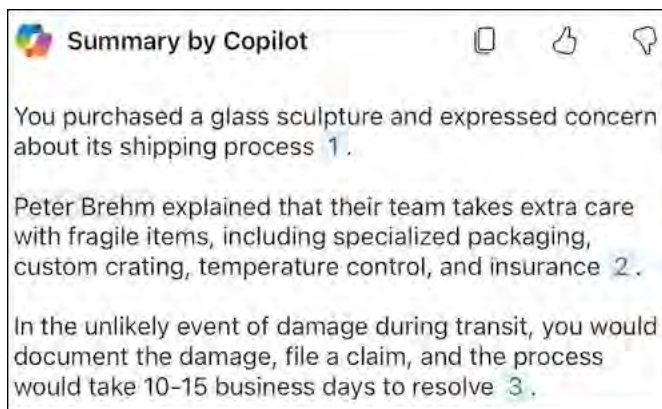 Summary by Copilot
You purchased a glass sculpture and expressed concern
about its shipping process 1.
Peter Brehm explained that their team takes extra care
with fragile items, including specialized packaging,
custom crating, temperature control, and insurance 2.
In the unlikely event of damage during transit, you would
document the damage, file a claim, and the process
would take 10–15 business days to resolve 3.